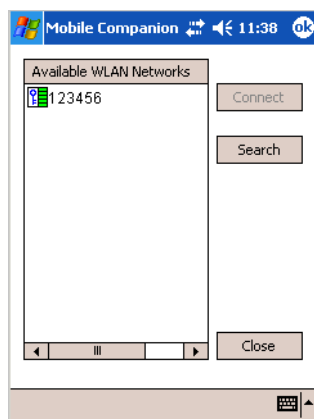 Mobile Companion 11:38 ok
Available WLAN Networks
123456
Connect
Search
Close